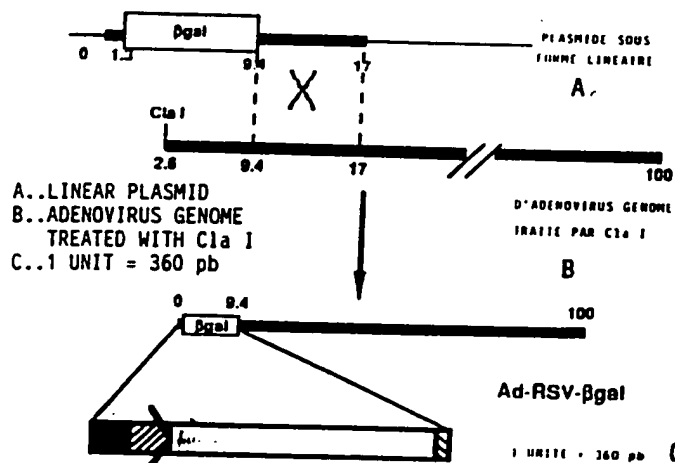 βgal
0 1.3 9.4 17
PLASMIDE SOUS
FORME LINEAIRE
A
Cla I
2.6 9.4 17 100
A..LINEAR PLASMID
B..ADENOVIRUS GENOME
TREATED WITH Cla I
C..1 UNIT = 360 pb
D'ADENOVIRUS GENOME
TRAITE PAR Cla I
B
0 9.4 100
βgal
Ad-RSV-βgal
1 UNITE = 360 pb